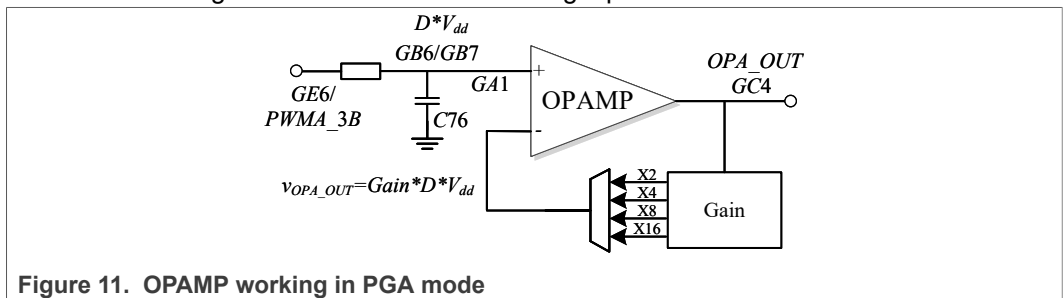 D*Vdd
GB6/GB7
GA1
GE6/
PWMA_3B
C76
+
OPAMP
-
OPA_OUT
GC4
vOPA_OUT=Gain*D*Vdd
X2
X4
X8
X16
Gain
Figure 11. OPAMP working in PGA mode